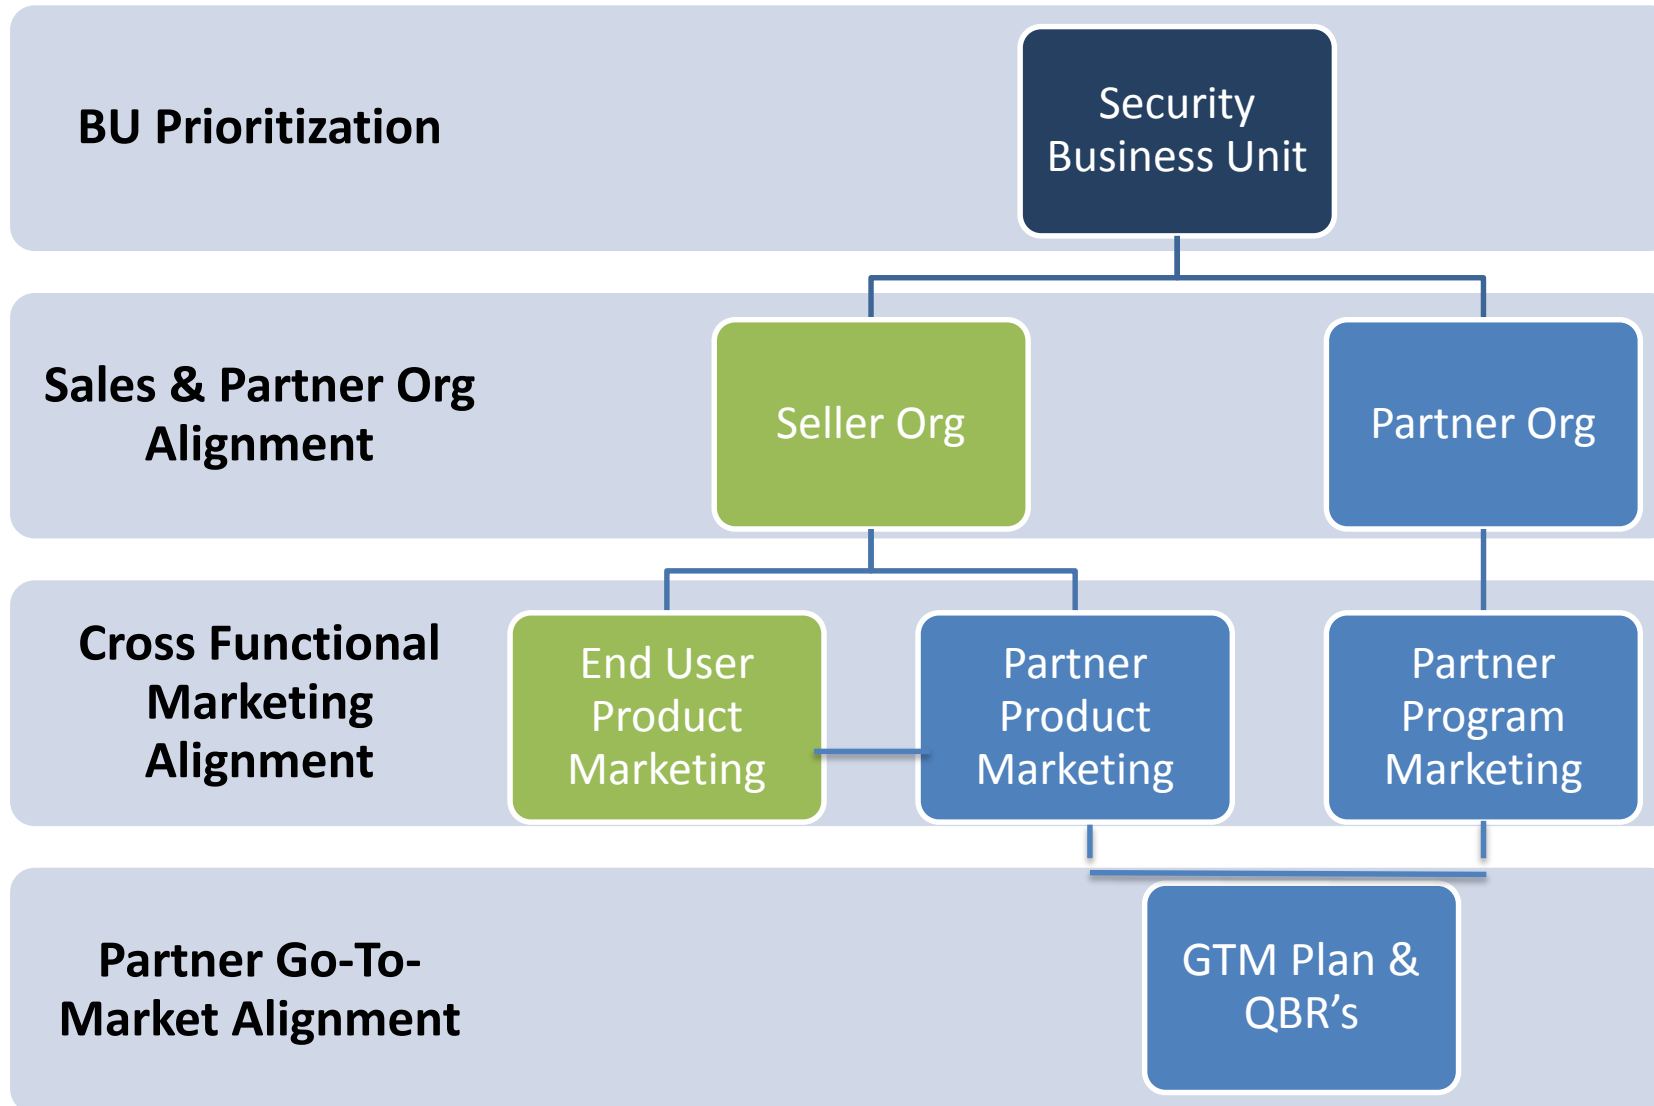 BU Prioritization
Security
Business Unit
Sales & Partner Org
Alignment
Seller Org
Partner Org
Cross Functional
Marketing
Alignment
End User
Product
Marketing
Partner
Product
Marketing
Partner
Program
Marketing
Partner Go-To-
Market Alignment
GTM Plan &
QBR’s